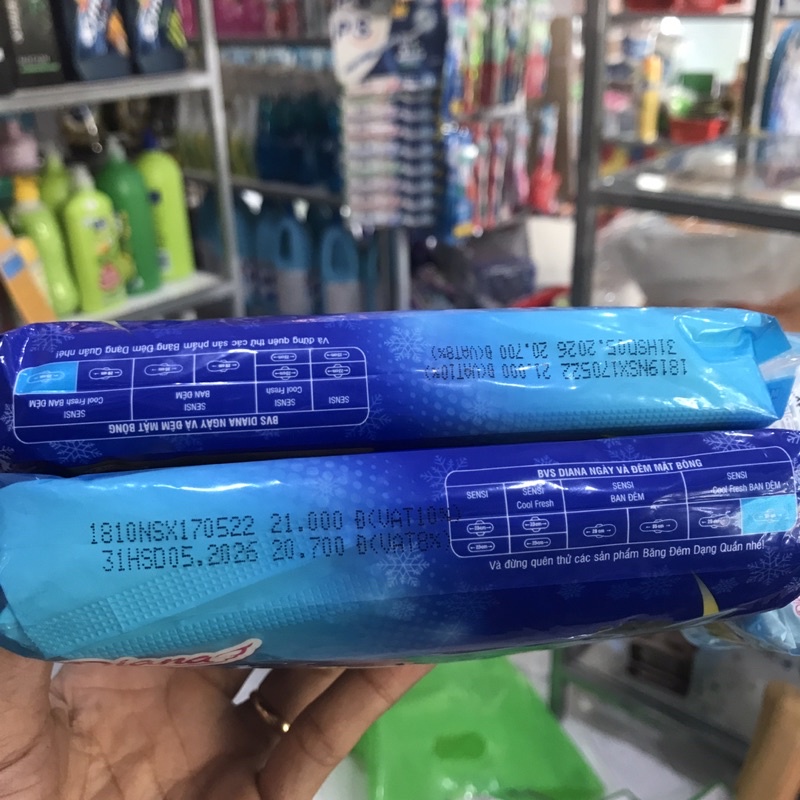 1819NSX170522 21.000 Đ(VAT10%)
31HSD05.2026 20.700 Đ(VAT8%)
BVS DIANA NGÀY VÀ ĐÊM MẶT BÔNG
SENSI
SENSI Cool Fresh
SENSI BAN ĐÊM
SENSI Cool Fresh BAN ĐÊM
Và đừng quên thử các sản phẩm Băng Đêm Dạng Quần nhé!
1810NSX170522 21.000 Đ(VAT10%)
31HSD05.2026 20.700 Đ(VAT8%)
BVS DIANA NGÀY VÀ ĐÊM MẶT BÔNG
SENSI
SENSI Cool Fresh
SENSI BAN ĐÊM
SENSI Cool Fresh BAN ĐÊM
Và đừng quên thử các sản phẩm Băng Đêm Dạng Quần nhé!
Diana
P/S